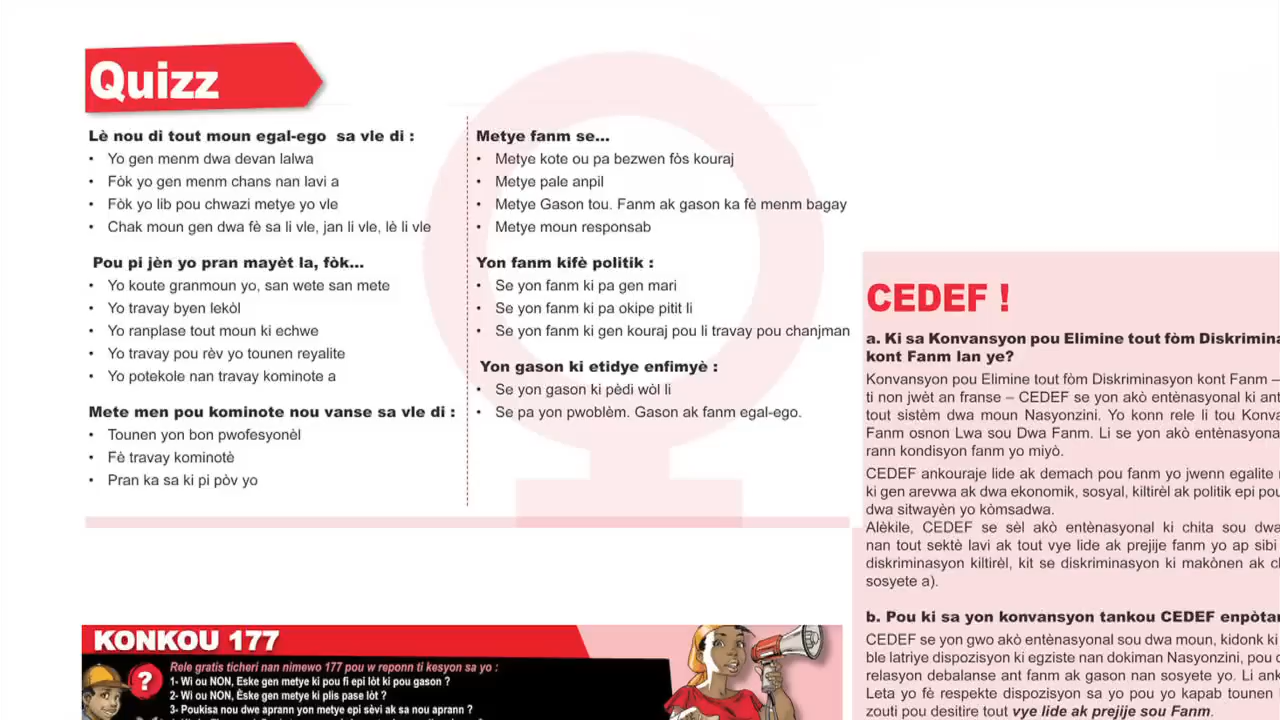 Quizz
Lè nou di tout moun egal-ego sa vle di :
• Yo gen menm dwa devan lalwa
• Fòk yo gen menm chans nan lavi a
• Fòk yo lib pou chwazi metye yo vle
• Chak moun gen dwa fè sa li vle, jan li vle, lè li vle
Pou pi jèn yo pran mayèt la, fòk...
• Yo koute granmoun yo, san wete san mete
• Yo travay byen lekòl
• Yo ranplase tout moun ki echwe
• Yo travay pou rèv yo tounen reyalite
• Yo potekole nan travay kominote a
Mete men pou kominote nou vanse sa vle di :
• Tounen yon bon pwofesyonèl
• Fè travay kominotè
• Pran ka sa ki pi pòv yo
Metye fanm se...
• Metye kote ou pa bezwen fòs kouraj
• Metye pale anpil
• Metye Gason tou. Fanm ak gason ka fè menm bagay
• Metye moun responsab
Yon fanm kifè politik :
• Se yon fanm ki pa gen mari
• Se yon fanm ki pa okipe pitit li
• Se yon fanm ki gen kouraj pou li travay pou chanjman
Yon gason ki etidye enfimyè :
• Se yon gason ki pèdi wòl li
• Se pa yon pwoblèm. Gason ak fanm egal-ego.
CEDEF !
a. Ki sa Konvansyon pou Elimine tout fòm Diskrimina
kont Fanm lan ye?
Konvansyon pou Elimine tout fòm Diskriminasyon kont Fanm –
ti non jwèt an franse – CEDEF se yon akò entènasyonal ki ant
tout sistèm dwa moun Nasyonzini. Yo konn rele li tou Konva
Fanm osnon Lwa sou Dwa Fanm. Li se yon akò entènasyona
rann kondisyon fanm yo miyò.
CEDEF ankouraje lide ak demach pou fanm yo jwenn egalite
ki gen arevwa ak dwa ekonomik, sosyal, kiltirèl ak politik epi pou
dwa sitwayèn yo kòmsadwa.
Alèkile, CEDEF se sèl akò entènasyonal ki chita sou dwa
nan tout sektè lavi ak tout vye lide ak prejije fanm yo ap sibi
diskriminasyon kiltirèl, kit se diskriminasyon ki makònen ak
sosyete a).
b. Pou ki sa yon konvansyon tankou CEDEF enpòtan
CEDEF se yon gwo akò entènasyonal sou dwa moun, kidonk ki
ble latriye dispozisyon ki egziste nan dokiman Nasyonzini, pou
relasyon debalanse ant fanm ak gason nan sosyete yo. Li ank
Leta yo fè respekte dispozisyon sa yo pou yo kapab tounen
zouti pou desitire tout vye lide ak prejije sou Fanm.
KONKOU 177
Rele gratis ticheri nan nimewo 177 pou w reponn ti kesyon sa yo :
?
1- Wi ou NON, Eske gen metye ki pou fi epi lòt ki pou gason ?
2- Wi ou NON, Èske gen metye ki plis pase lòt ?
3- Poukisa nou dwe aprann yon metye epi sèvi ak sa nou aprann ?